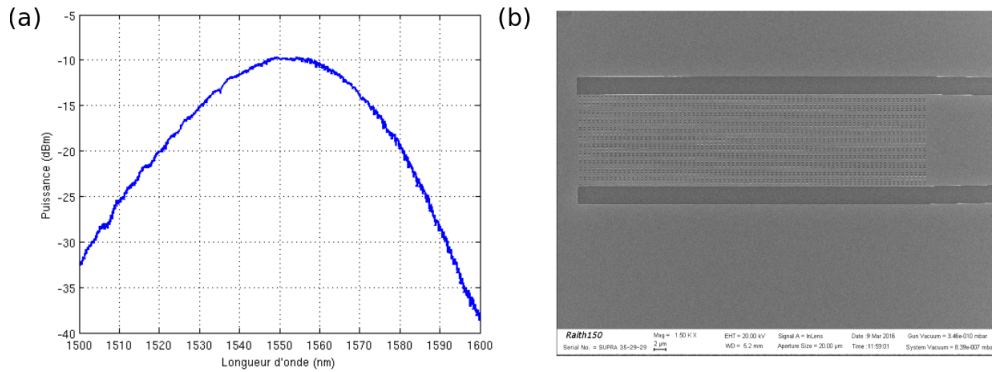 (a)
(b)
-5
-10
-15
-20
-25
-30
-35
-40
Puissance (dBm)
1500 1510 1520 1530 1540 1550 1560 1570 1580 1590 1600
Longueur d'onde (nm)
Raith150
Serial No. = SUPRA 35-29-29
Mag = 1.50 K X
2 µm
EHT = 20.00 kV
WD = 5.2 mm
Signal A = InLens
Aperture Size = 20.00 µm
Date :9 Mar 2016
Time :11:59:01
Gun Vacuum = 3.46e-010 mbar
System Vacuum = 8.39e-007 mbar